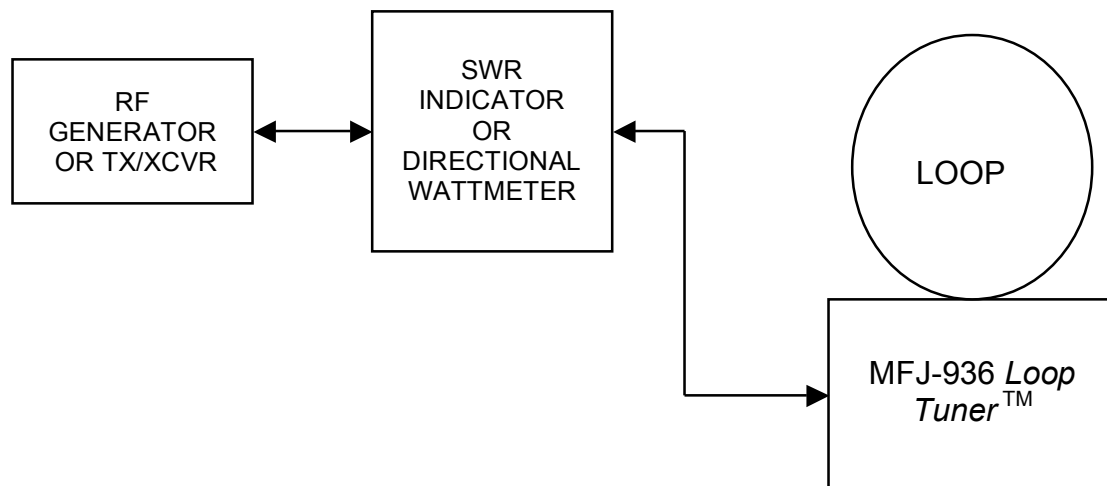 RF
GENERATOR
OR TX/XCVR
SWR
INDICATOR
OR
DIRECTIONAL
WATTMETER
LOOP
MFJ-936 Loop
Tuner™